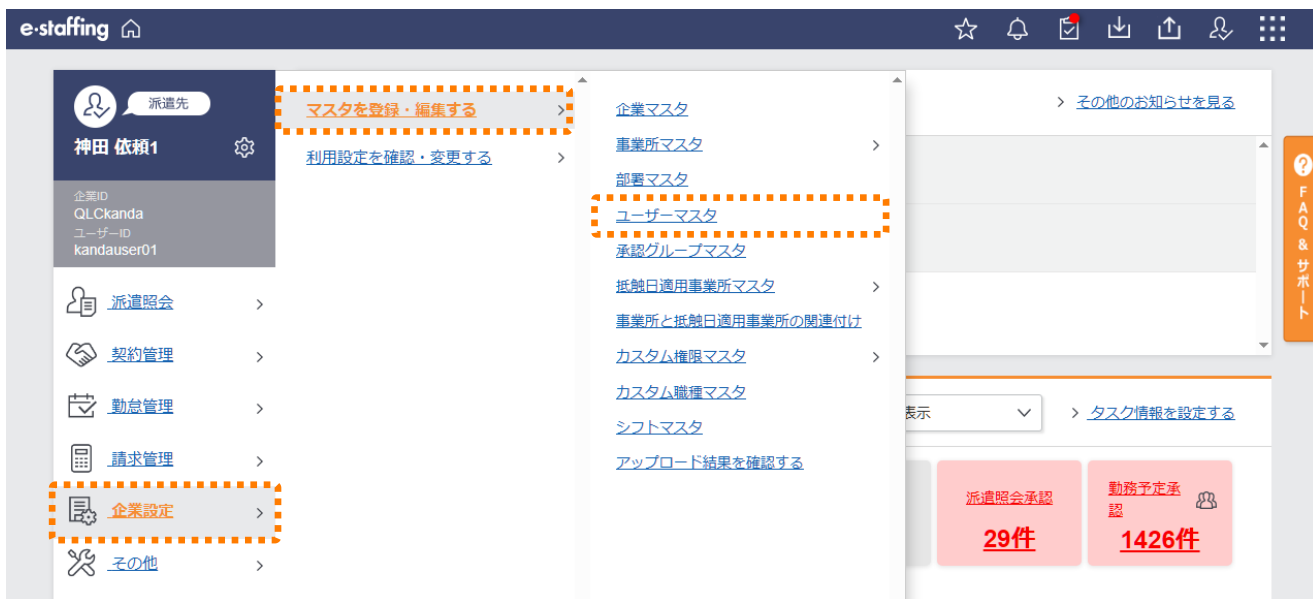 e-staffing
派遣先
神田 依頼1
企業ID
QLCkanda
ユーザーID
kandauser01
派遣照会
契約管理
勤怠管理
請求管理
企業設定
その他
マスタを登録・編集する
利用設定を確認・変更する
企業マスタ
事業所マスタ
部署マスタ
ユーザーマスタ
承認グループマスタ
抵触日適用事業所マスタ
事業所と抵触日適用事業所の関連付け
カスタム権限マスタ
カスタム職種マスタ
シフトマスタ
アップロード結果を確認する
その他のお知らせを見る
表示
タスク情報を設定する
派遣照会承認
29件
勤務予定承
認
1426件
? FAQ & サポート